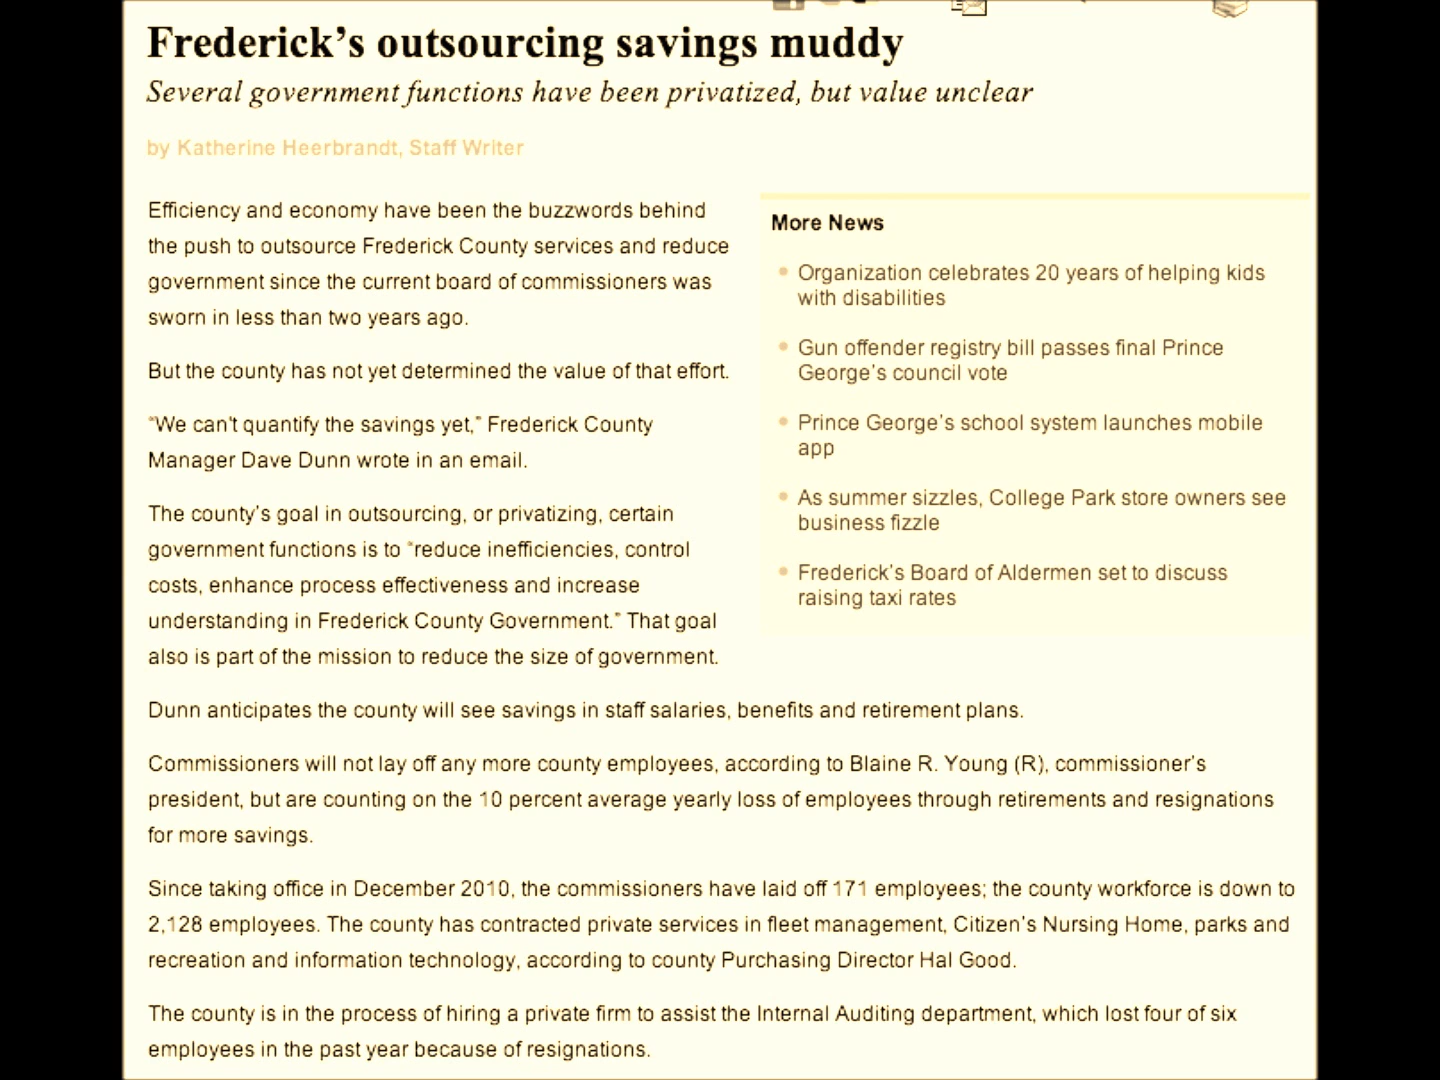 Frederick’s outsourcing savings muddy
Several government functions have been privatized, but value unclear
by Katherine Heerbrandt, Staff Writer
Efficiency and economy have been the buzzwords behind
the push to outsource Frederick County services and reduce
government since the current board of commissioners was
sworn in less than two years ago.
But the county has not yet determined the value of that effort.
“We can't quantify the savings yet,” Frederick County
Manager Dave Dunn wrote in an email.
The county’s goal in outsourcing, or privatizing, certain
government functions is to “reduce inefficiencies, control
costs, enhance process effectiveness and increase
understanding in Frederick County Government.” That goal
also is part of the mission to reduce the size of government.
More News
Organization celebrates 20 years of helping kids
with disabilities
Gun offender registry bill passes final Prince
George’s council vote
Prince George’s school system launches mobile
app
As summer sizzles, College Park store owners see
business fizzle
Frederick’s Board of Aldermen set to discuss
raising taxi rates
Dunn anticipates the county will see savings in staff salaries, benefits and retirement plans.
Commissioners will not lay off any more county employees, according to Blaine R. Young (R), commissioner’s
president, but are counting on the 10 percent average yearly loss of employees through retirements and resignations
for more savings.
Since taking office in December 2010, the commissioners have laid off 171 employees; the county workforce is down to
2,128 employees. The county has contracted private services in fleet management, Citizen’s Nursing Home, parks and
recreation and information technology, according to county Purchasing Director Hal Good.
The county is in the process of hiring a private firm to assist the Internal Auditing department, which lost four of six
employees in the past year because of resignations.